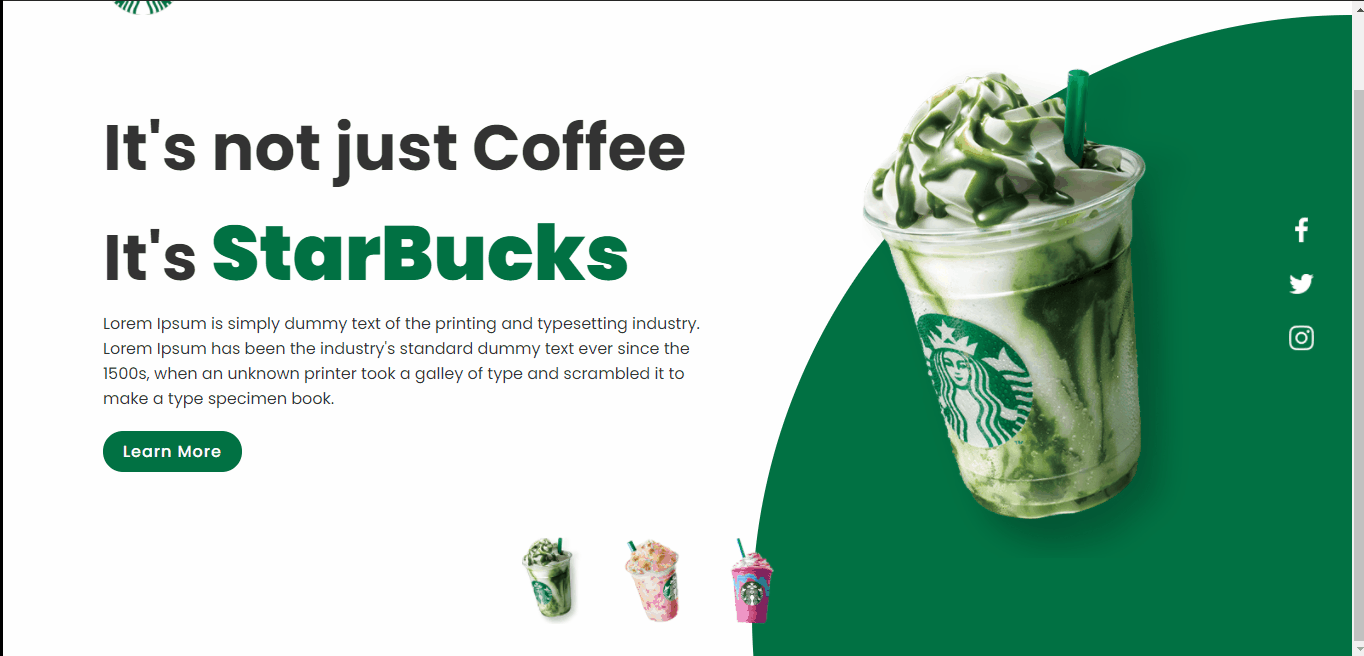 It's not just Coffee
It's StarBucks
Lorem Ipsum is simply dummy text of the printing and typesetting industry.
Lorem Ipsum has been the industry's standard dummy text ever since the
1500s, when an unknown printer took a galley of type and scrambled it to
make a type specimen book.
Learn More